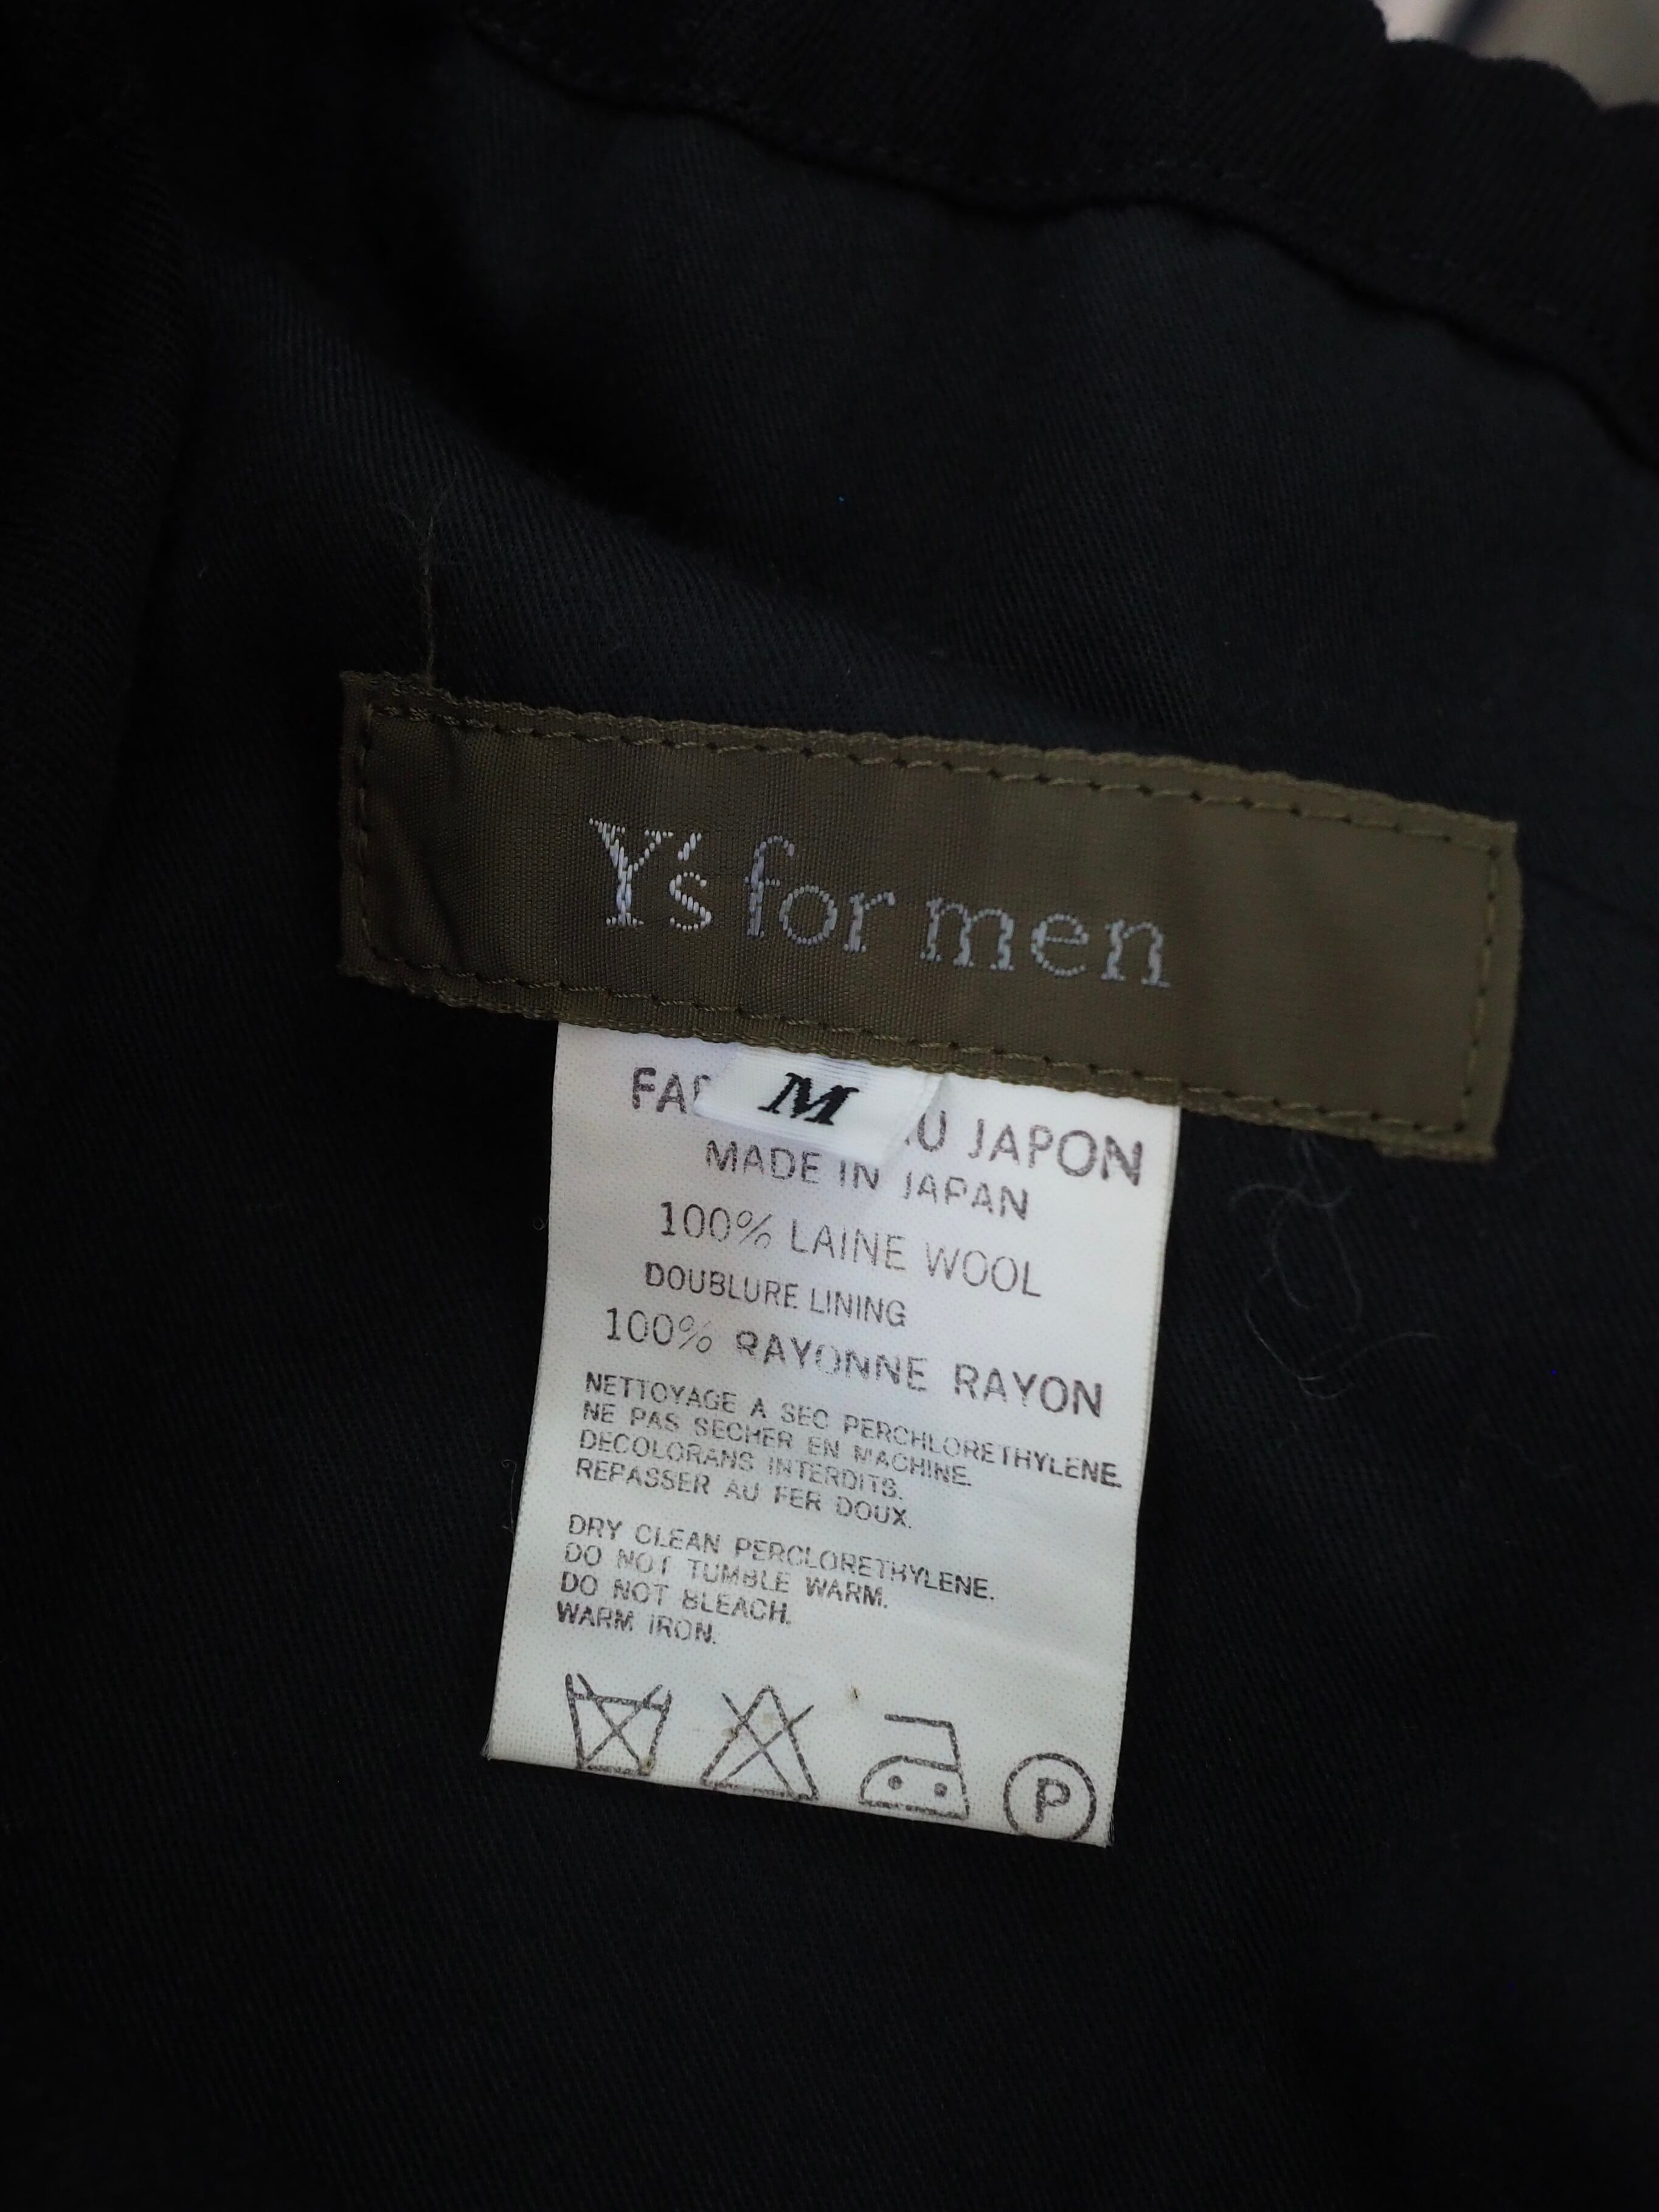 Y's for men
M
JAPON
MADE IN JAPAN
100% LAINE WOOL
DOUBLURE LINING
100% RAYONNE RAYON
NETTOYAGE A SEC PERCHLORETHYLENE.
NE PAS SECHER EN MACHINE.
DECOLORANS INTERDITS.
REPASSER AU FER DOUX.
DRY CLEAN PERCLORETHYLENE.
DO NOT TUMBLE WARM.
DO NOT BLEACH.
WARM IRON.
P